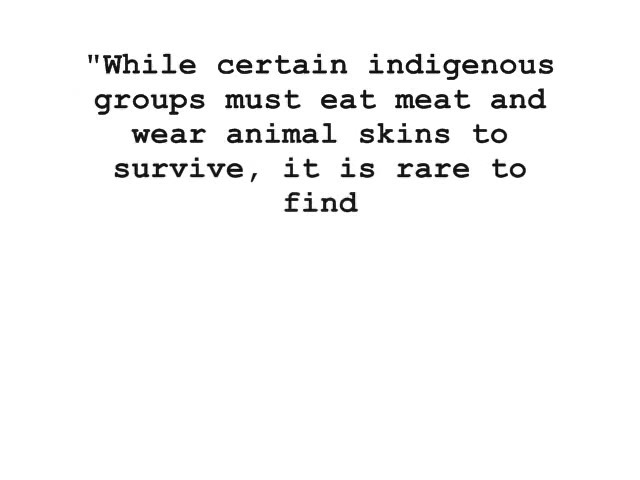 "While certain indigenous
groups must eat meat and
wear animal skins to
survive, it is rare to
find